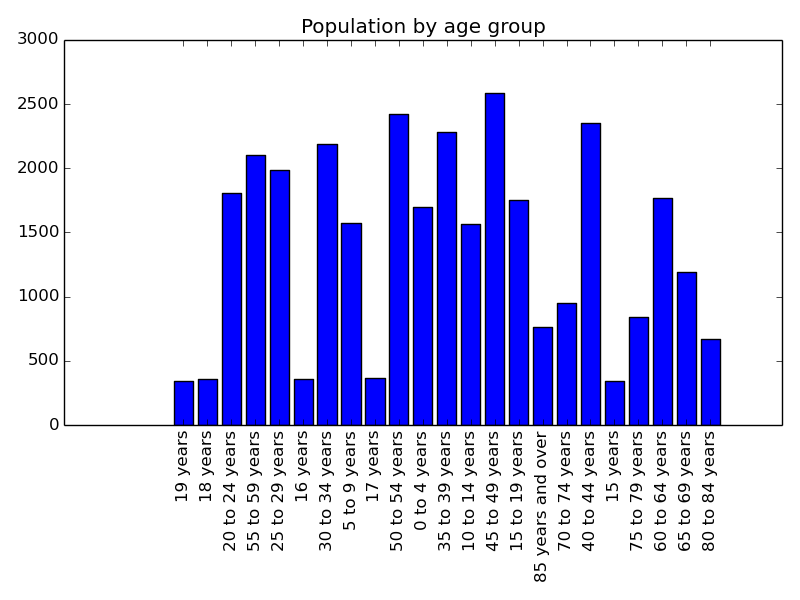 Population by age group
3000
2500
2000
1500
1000
500
0
19 years
18 years
20 to 24 years
55 to 59 years
25 to 29 years
16 years
30 to 34 years
5 to 9 years
17 years
50 to 54 years
0 to 4 years
35 to 39 years
10 to 14 years
45 to 49 years
15 to 19 years
85 years and over
70 to 74 years
40 to 44 years
15 years
75 to 79 years
60 to 64 years
65 to 69 years
80 to 84 years